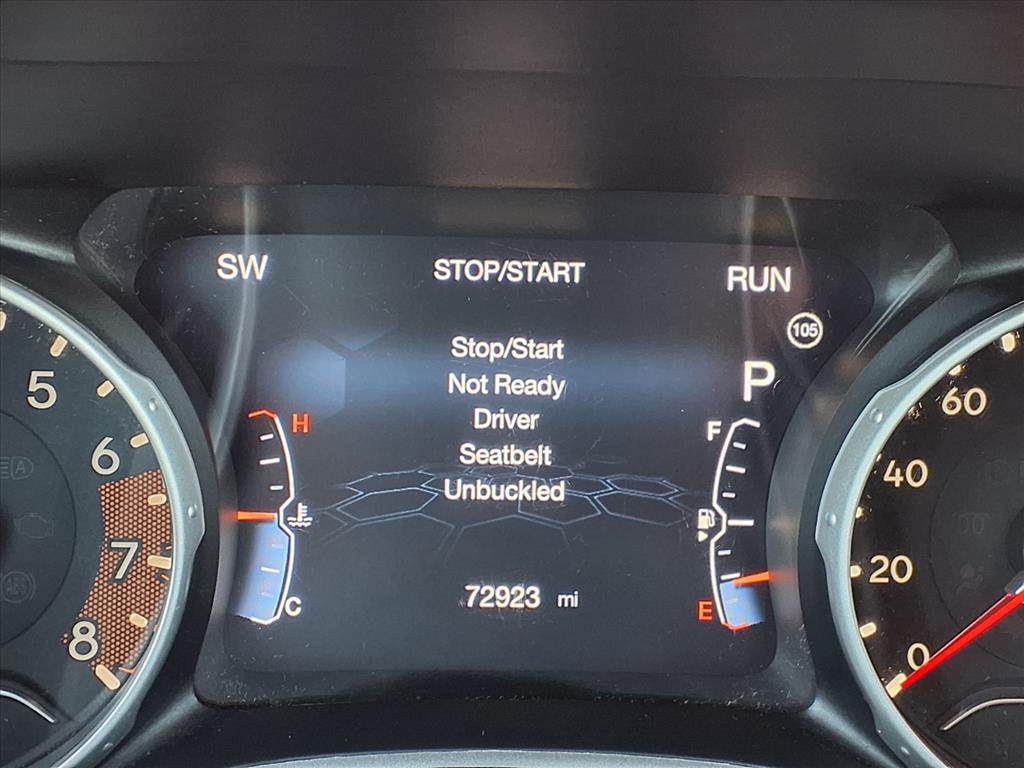 SW STOP/START RUN
105
Stop/Start
Not Ready
Driver
Seatbelt
Unbuckled
P
H
C
F
E
72923 mi
5
6
7
8
60
40
20
0